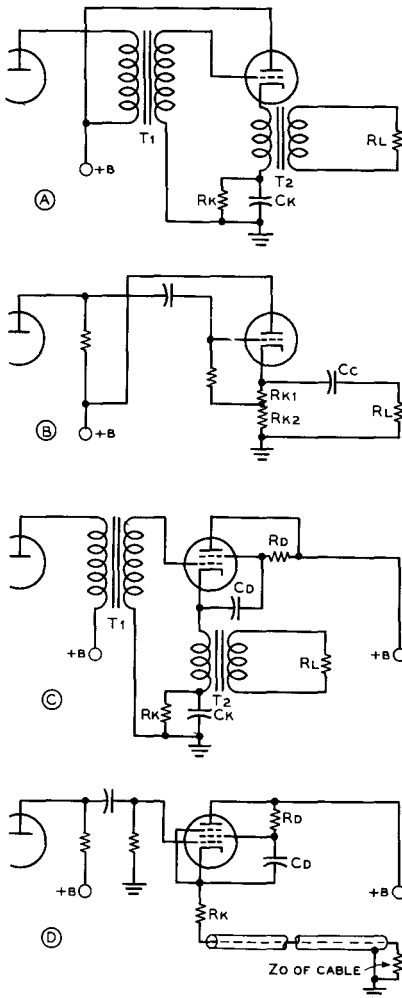 T1
+B
RL
T2
RK
CK
A
+B
CC
RK1
RK2
RL
B
RD
CD
T1
+B
RL
+B
T2
RK
CK
C
RD
CD
+B
+B
RK
D
ZO OF CABLE